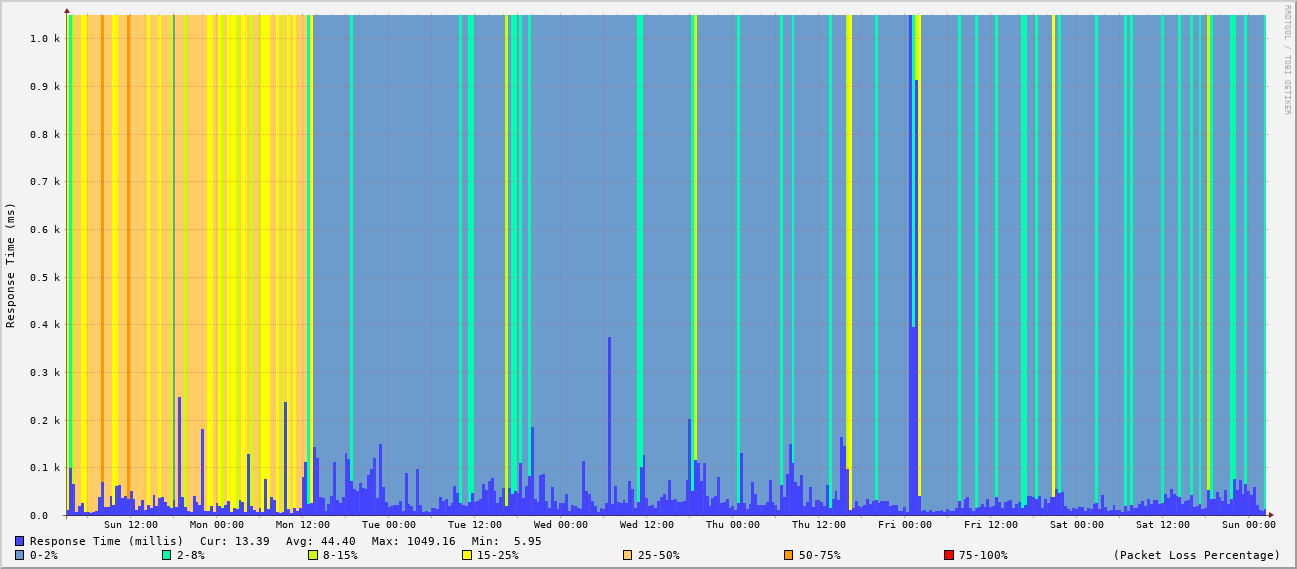 RRDTOOL / TOBI OETIKER
Response Time (ms)
1.0 k
0.9 k
0.8 k
0.7 k
0.6 k
0.5 k
0.4 k
0.3 k
0.2 k
0.1 k
0.0
Sun 12:00 Mon 00:00 Mon 12:00 Tue 00:00 Tue 12:00 Wed 00:00 Wed 12:00 Thu 00:00 Thu 12:00 Fri 00:00 Fri 12:00 Sat 00:00 Sat 12:00 Sun 00:00
Response Time (millis) Cur: 13.39 Avg: 44.40 Max: 1049.16 Min: 5.95
0-2% 2-8% 8-15% 15-25% 25-50% 50-75% 75-100% (Packet Loss Percentage)